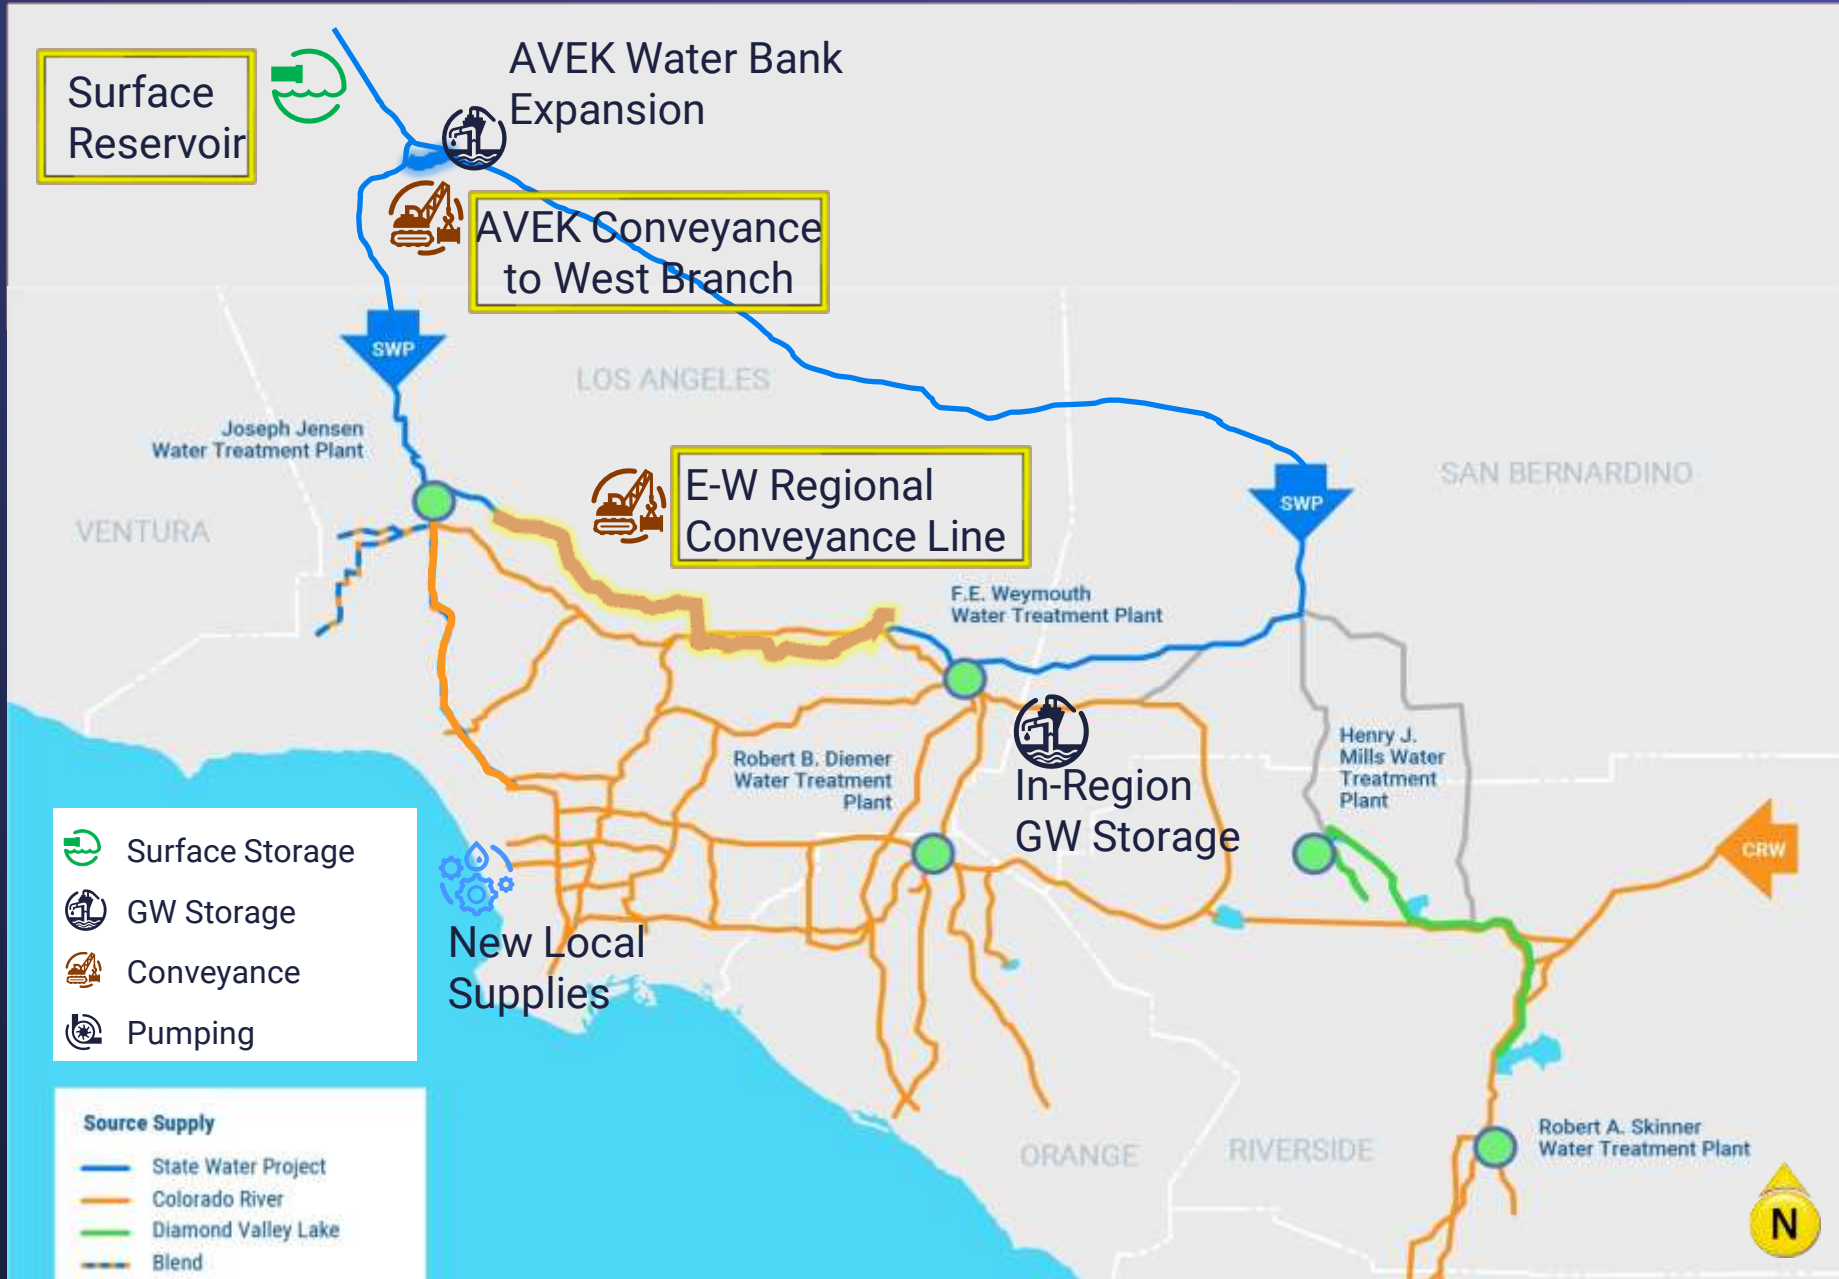 Surface
Reservoir
AVEK Water Bank
Expansion
AVEK Conveyance
to West Branch
SWP
LOS ANGELES
Joseph Jensen
Water Treatment Plant
VENTURA
E-W Regional
Conveyance Line
SWP
SAN BERNARDINO
F.E. Weymouth
Water Treatment Plant
Robert B. Diemer
Water Treatment
Plant
In-Region
GW Storage
Henry J.
Mills Water
Treatment
Plant
CRW
New Local
Supplies
Surface Storage
GW Storage
Conveyance
Pumping
Source Supply
State Water Project
Colorado River
Diamond Valley Lake
Blend
ORANGE
RIVERSIDE
Robert A. Skinner
Water Treatment Plant
N